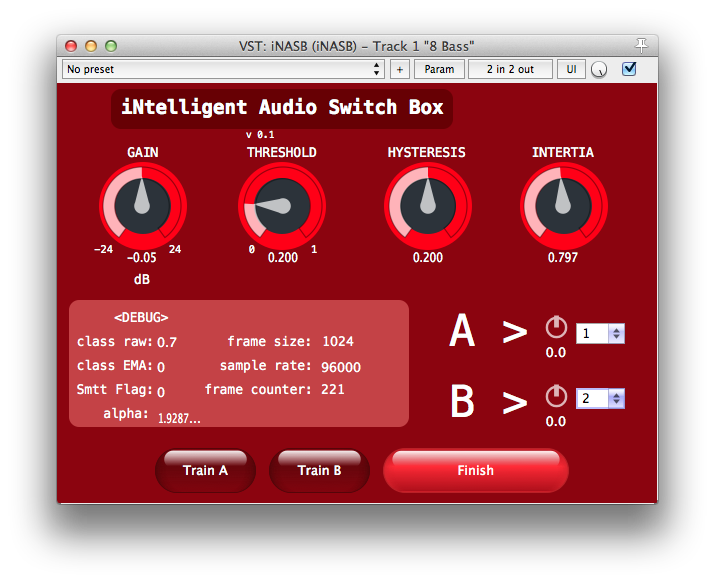 VST: iNASB (iNASB) - Track 1 "8 Bass"
No preset + Param 2 in 2 out UI
iNtelligent Audio Switch Box
v 0.1
GAIN THRESHOLD HYSTERESIS INTERTIA
-24 24 0 1
-0.05 0.200 0.200 0.797
dB
<DEBUG>
class raw: 0.7 frame size: 1024
class EMA: 0 sample rate: 96000
Smtt Flag: 0 frame counter: 221
alpha: 1.9287...
A > 1
0.0
B > 2
0.0
Train A Train B Finish